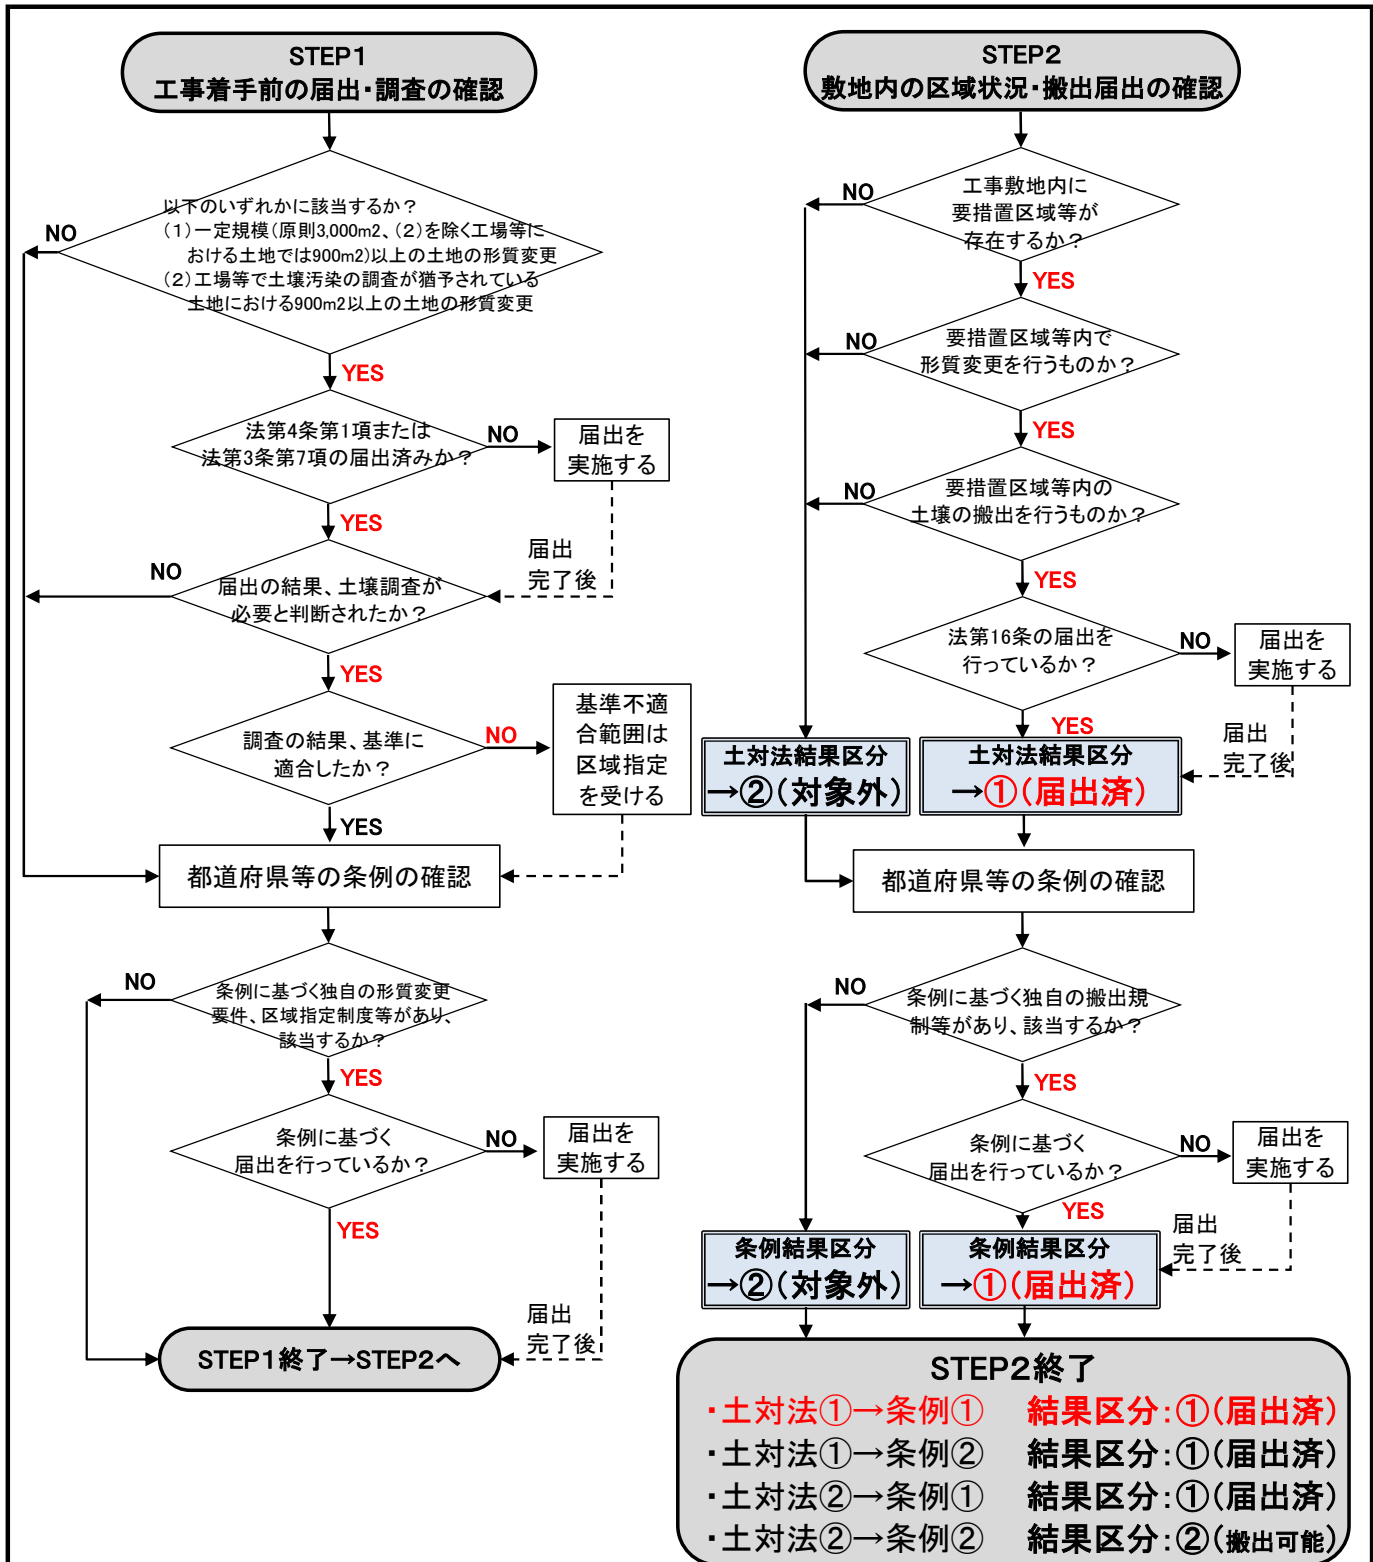 STEP1
工事着手前の届出・調査の確認
以下のいずれかに該当するか？
(1)一定規模(原則3,000m2、(2)を除く工場等に
おける土地では900m2)以上の土地の形質変更
(2)工場等で土壌汚染の調査が猶予されている
土地における900m2以上の土地の形質変更
NO
YES
法第4条第1項または
法第3条第7項の届出済みか？
NO
届出を
実施する
YES
届出
完了後
届出の結果、土壌調査が
必要と判断されたか？
NO
YES
調査の結果、基準に
適合したか？
NO
基準不適
合範囲は
区域指定
を受ける
YES
都道府県等の条例の確認
条例に基づく独自の形質変更
要件、区域指定制度等があり、
該当するか？
NO
YES
条例に基づく
届出を行っているか？
NO
届出を
実施する
YES
届出
完了後
STEP1終了→STEP2へ
STEP2
敷地内の区域状況・搬出届出の確認
工事敷地内に
要措置区域等が
存在するか？
NO
YES
要措置区域等内で
形質変更を行うものか？
NO
YES
要措置区域等内の
土壌の搬出を行うものか？
NO
YES
法第16条の届出を
行っているか？
NO
届出を
実施する
YES
届出
完了後
土対法結果区分
→②(対象外)
土対法結果区分
→①(届出済)
都道府県等の条例の確認
条例に基づく独自の搬出規
制等があり、該当するか？
NO
YES
条例に基づく
届出を行っているか？
NO
届出を
実施する
YES
届出
完了後
条例結果区分
→②(対象外)
条例結果区分
→①(届出済)
STEP2終了
・土対法①→条例① 結果区分：①(届出済)
・土対法①→条例② 結果区分：①(届出済)
・土対法②→条例① 結果区分：①(届出済)
・土対法②→条例② 結果区分：②(搬出可能)